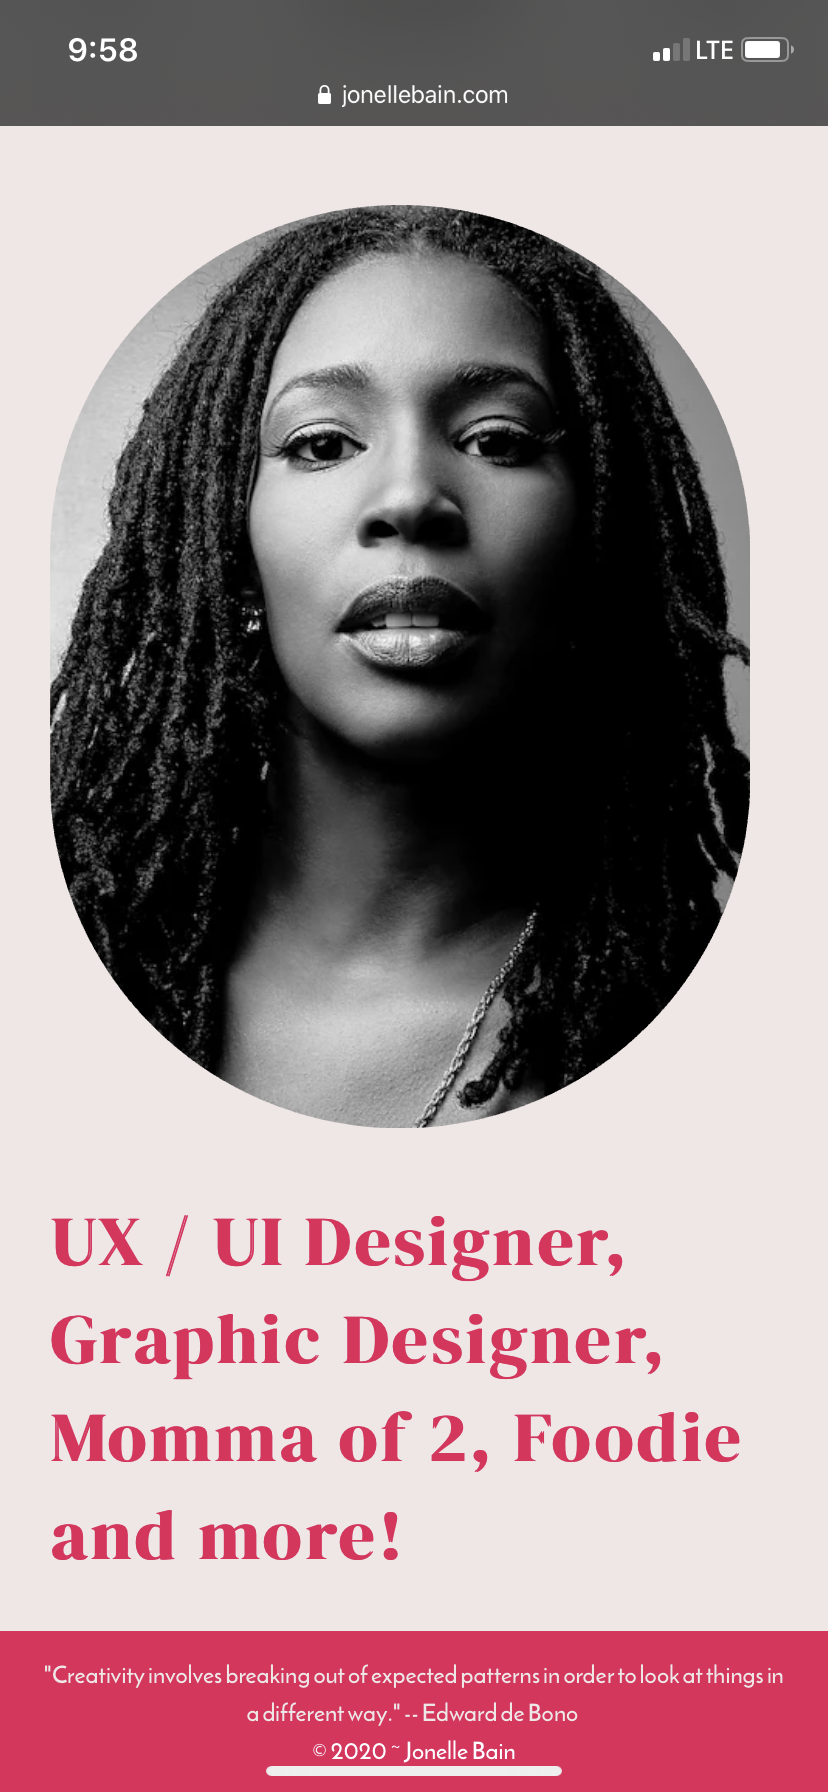 9:58
LTE
jonellebain.com
UX / UI Designer,
Graphic Designer,
Momma of 2, Foodie
and more!
"Creativity involves breaking out of expected patterns in order to look at things in
a different way." -- Edward de Bono
© 2020 ~ Jonelle Bain